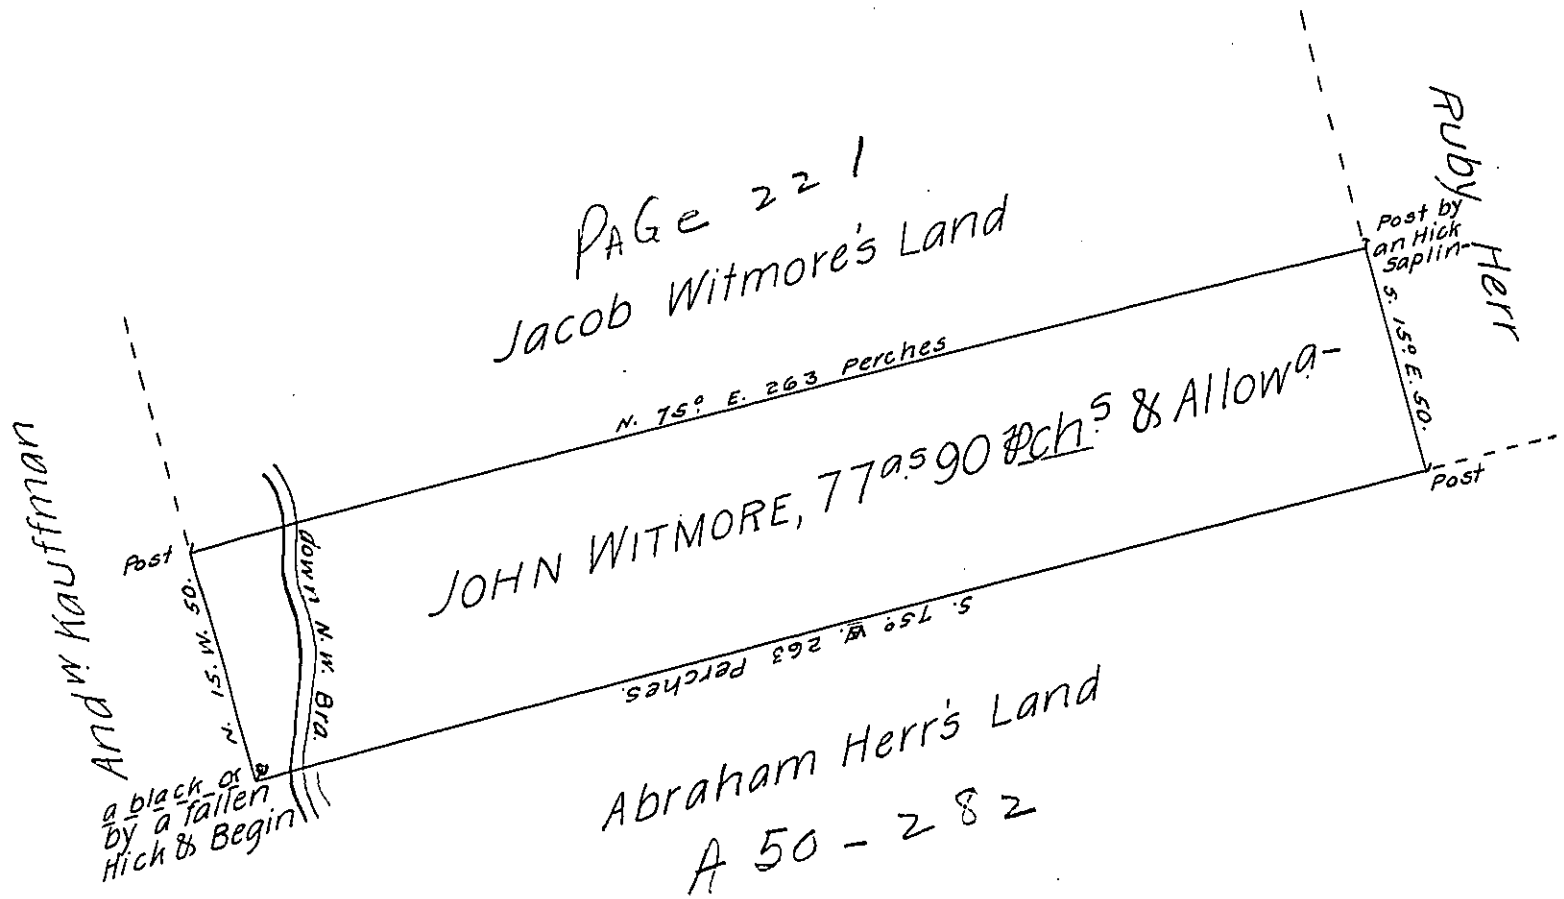 PAGe 221
Jacob Witmore's Land
Ruby Herr
Post by
an Hick
Saplin-
N. 75° E. 263 Perches
S. 15° E. 50.
JOHN WITMORE, 77as 90 Pchs & Allowa-
Post
Andw. Kauffman
Post
N. 15. W. 50.
down N. W. Bra.
S. 75° W. 263 Perches.
a black
by a fallen
Hick & Begin
Abraham Herr's Land
A 50 - 282